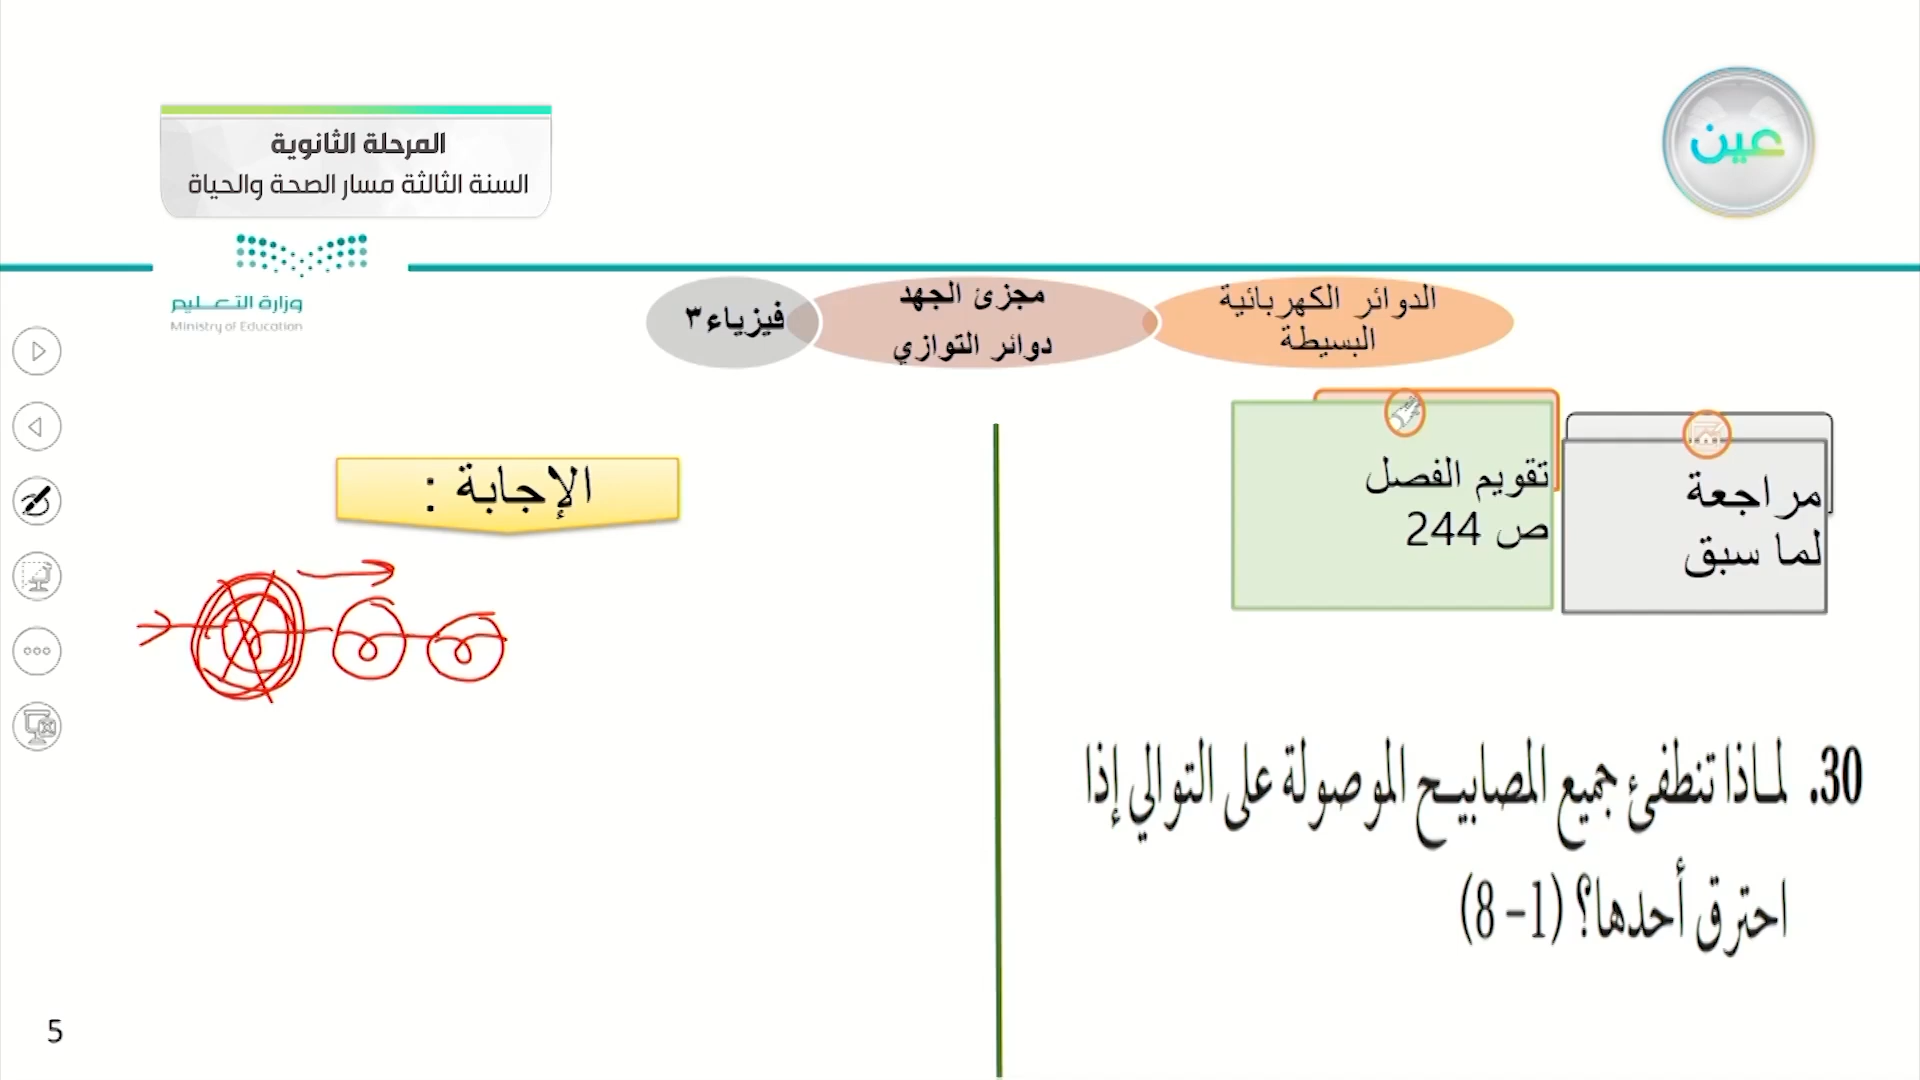 عين
المرحلة الثانوية
السنة الثالثة مسار الصحة والحياة
وزارة التعليم
Ministry of Education
الدوائر الكهربائية
البسيطة
مجزئ الجهد
دوائر التوازي
فيزياء٣
مراجعة
لما سبق
تقويم الفصل
ص 244
30. لماذا تنطفئ جميع المصابيح الموصولة على التوالي إذا
احترق أحدها؟ (1-8)
الإجابة :
5